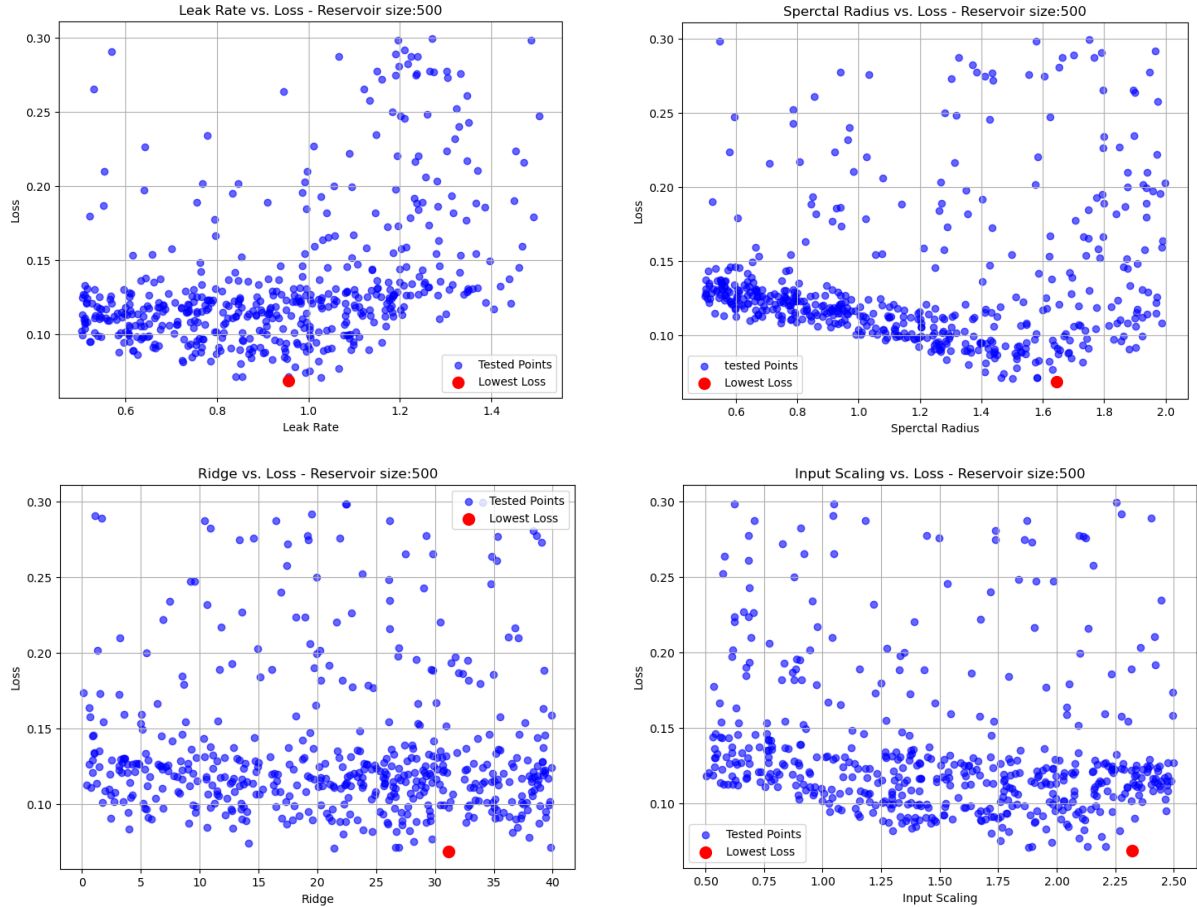 Leak Rate vs. Loss - Reservoir size:500
0.30
0.25
0.20
0.15
0.10
Loss
0.6 0.8 1.0 1.2 1.4
Leak Rate
Tested Points
Lowest Loss
Sperctal Radius vs. Loss - Reservoir size:500
0.30
0.25
0.20
0.15
0.10
Loss
0.6 0.8 1.0 1.2 1.4 1.6 1.8 2.0
Sperctal Radius
tested Points
Lowest Loss
Ridge vs. Loss - Reservoir size:500
0.30
0.25
0.20
0.15
0.10
Loss
0 5 10 15 20 25 30 35 40
Ridge
Tested Points
Lowest Loss
Input Scaling vs. Loss - Reservoir size:500
0.30
0.25
0.20
0.15
0.10
Loss
0.50 0.75 1.00 1.25 1.50 1.75 2.00 2.25 2.50
Input Scaling
Tested Points
Lowest Loss